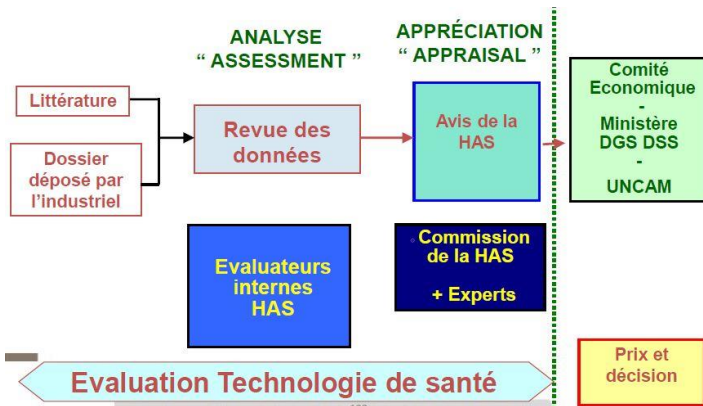 ANALYSE
“ ASSESSMENT ”
APPRÉCIATION
“ APPRAISAL ”
Littérature
Dossier
déposé par
l’industriel
Revue des
données
Avis de la
HAS
Comité
Economique
-
Ministère
DGS DSS
-
UNCAM
Evaluateurs
internes
HAS
Commission
de la HAS
+ Experts
Evaluation Technologie de santé
Prix et
décision